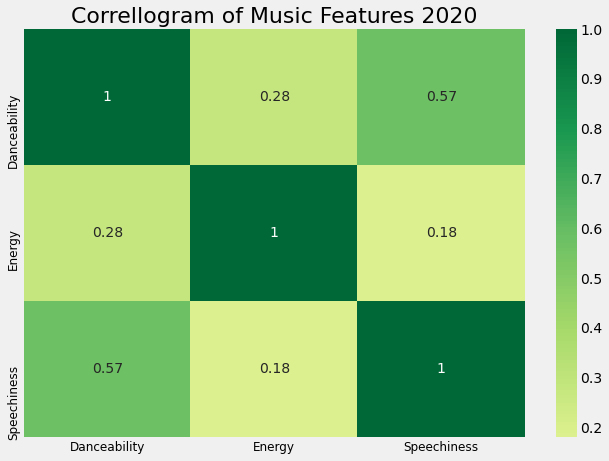 Correllogram of Music Features 2020
Danceability
1
0.28
0.57
Energy
0.28
1
0.18
Speechiness
0.57
0.18
1
Danceability
Energy
Speechiness
1.0
0.9
0.8
0.7
0.6
0.5
0.4
0.3
0.2